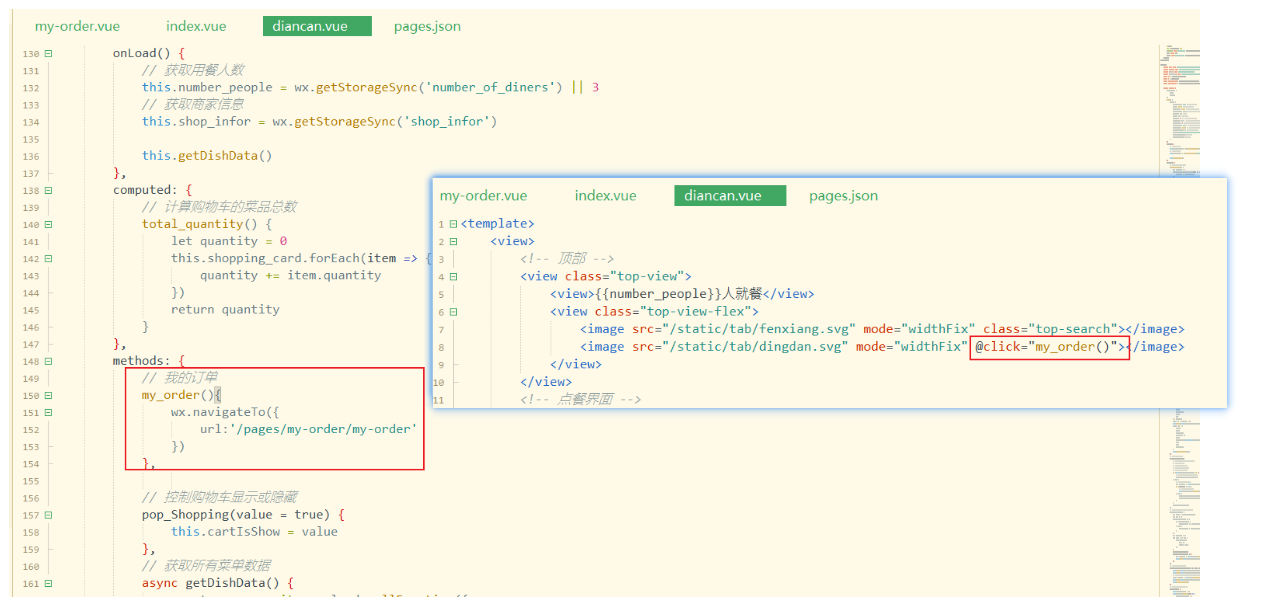 my-order.vue index.vue diancan.vue pages.json
130 onLoad() {
131 // 获取用餐人数
132 this.number_people = wx.getStorageSync('number_of_diners') || 3
133 // 获取商家信息
134 this.shop_infor = wx.getStorageSync('shop_infor')
135
136 this.getDishData()
137 },
138 computed: {
139 // 计算购物车的菜品总数
140 total_quantity() {
141 let quantity = 0
142 this.shopping_card.forEach(item => {
143 quantity += item.quantity
144 })
145 return quantity
146 }
147 },
148 methods: {
149 // 我的订单
150 my_order(){
151 wx.navigateTo({
152 url:'/pages/my-order/my-order'
153 })
154 },
155
156 // 控制购物车显示或隐藏
157 pop_Shopping(value = true) {
158 this.cartIsShow = value
159 },
160 // 获取所有菜单数据
161 async getDishData() {
my-order.vue index.vue diancan.vue pages.json
1 <template>
2 <view>
3 <!-- 顶部 -->
4 <view class="top-view">
5 <view>{{number_people}}人就餐</view>
6 <view class="top-view-flex">
7 <image src="/static/tab/fenxiang.svg" mode="widthFix" class="top-search"></image>
8 <image src="/static/tab/dingdan.svg" mode="widthFix" @click="my_order()"></image>
9 </view>
10 </view>
11 <!-- 点餐界面 -->